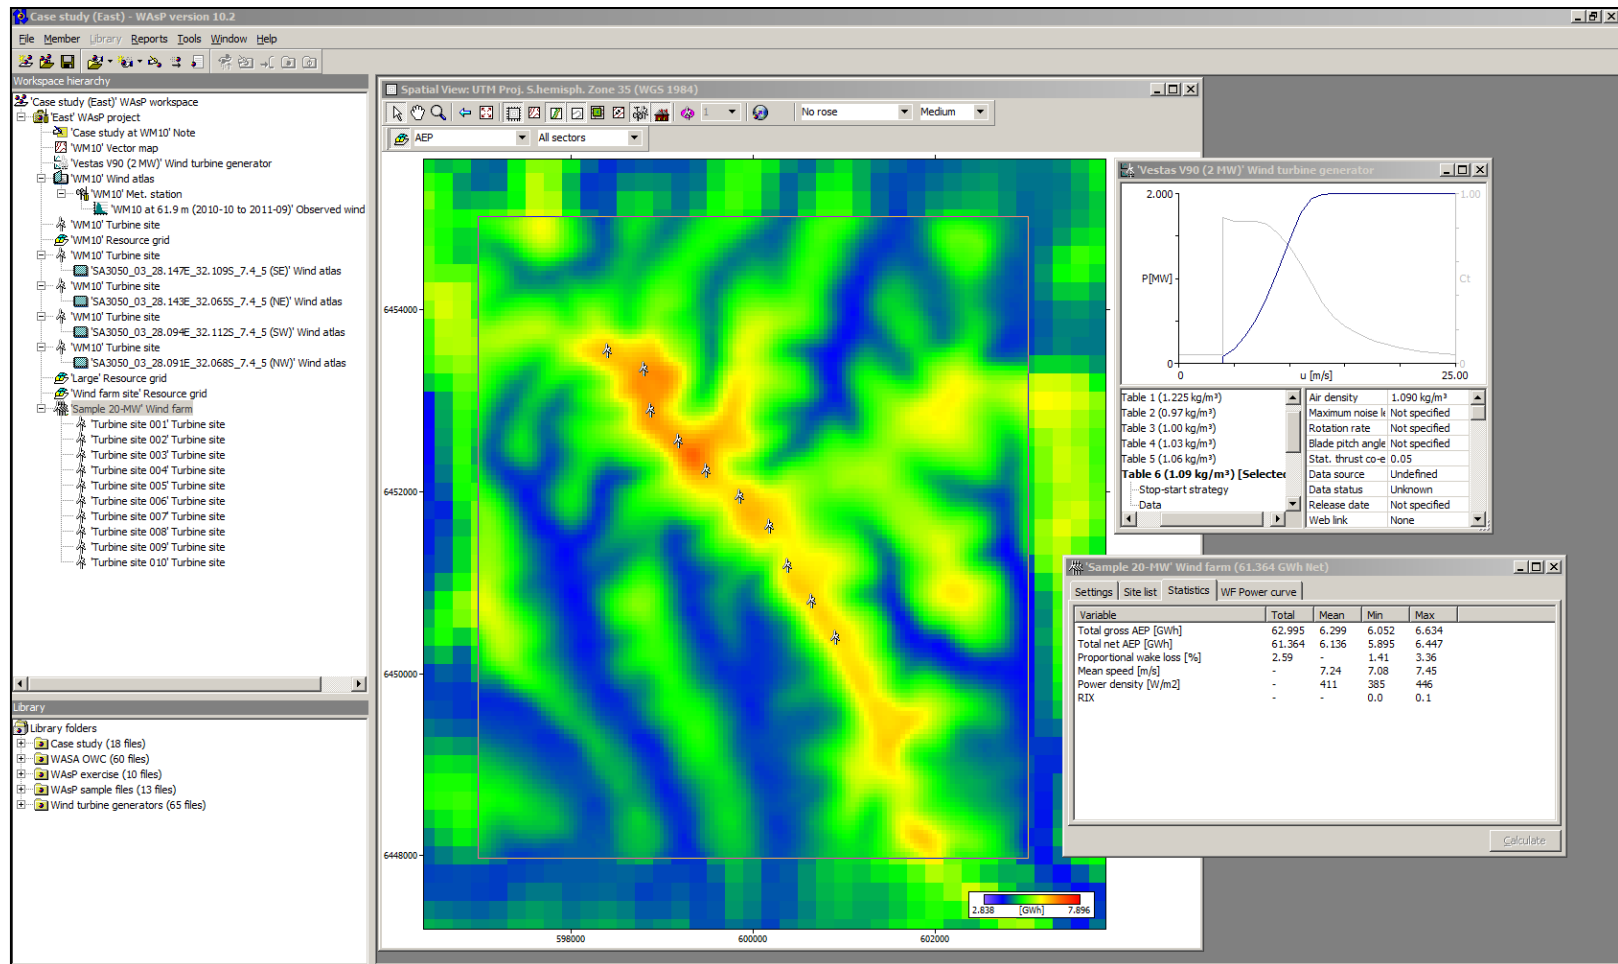 Case study (East) - WAsP version 10.2
File Member Library Reports Tools Window Help
Workspace hierarchy
'Case study (East)' WAsP workspace
'East' WAsP project
'Case study at WM10' Note
'WM10' Vector map
'Vestas V90 (2 MW)' Wind turbine generator
'WM10' Wind atlas
'WM10' Met. station
'WM10 at 61.9 m (2010-10 to 2011-09)' Observed wind
'WM10' Turbine site
'WM10' Resource grid
'WM10' Turbine site
'SA3050_03_28.147E_32.109S_7.4_5 (SE)' Wind atlas
'WM10' Turbine site
'SA3050_03_28.143E_32.065S_7.4_5 (NE)' Wind atlas
'WM10' Turbine site
'SA3050_03_28.094E_32.112S_7.4_5 (SW)' Wind atlas
'WM10' Turbine site
'SA3050_03_28.091E_32.068S_7.4_5 (NW)' Wind atlas
'Large' Resource grid
'Wind farm site' Resource grid
'Sample 20-MW' Wind farm
'Turbine site 001' Turbine site
'Turbine site 002' Turbine site
'Turbine site 003' Turbine site
'Turbine site 004' Turbine site
'Turbine site 005' Turbine site
'Turbine site 006' Turbine site
'Turbine site 007' Turbine site
'Turbine site 008' Turbine site
'Turbine site 009' Turbine site
'Turbine site 010' Turbine site
Library
Library folders
Case study (18 files)
WASA OWC (60 files)
WAsP exercise (10 files)
WAsP sample files (13 files)
Wind turbine generators (65 files)
Spatial View: UTM Proj. S.hemisph. Zone 35 (WGS 1984)
1 No rose Medium
AEP All sectors
6454000
6452000
6450000
6448000
598000 600000 602000
2.838 [GWh] 7.896
'Vestas V90 (2 MW)' Wind turbine generator
2.000 1.00
P[MW] Ct
0 0
0 u [m/s] 25.00
Table 1 (1.225 kg/m³)
Table 2 (0.97 kg/m³)
Table 3 (1.00 kg/m³)
Table 4 (1.03 kg/m³)
Table 5 (1.06 kg/m³)
Table 6 (1.09 kg/m³) [Selected
Stop-start strategy
Data
Air density 1.090 kg/m³
Maximum noise le Not specified
Rotation rate Not specified
Blade pitch angle Not specified
Stat. thrust co-e 0.05
Data source Undefined
Data status Unknown
Release date Not specified
Web link None
'Sample 20-MW' Wind farm (61.364 GWh Net)
Settings Site list Statistics WF Power curve
Variable Total Mean Min Max
Total gross AEP [GWh] 62.995 6.299 6.052 6.634
Total net AEP [GWh] 61.364 6.136 5.895 6.447
Proportional wake loss [%] 2.59 - 1.41 3.36
Mean speed [m/s] - 7.24 7.08 7.45
Power density [W/m2] - 411 385 446
RIX - - 0.0 0.1
Calculate